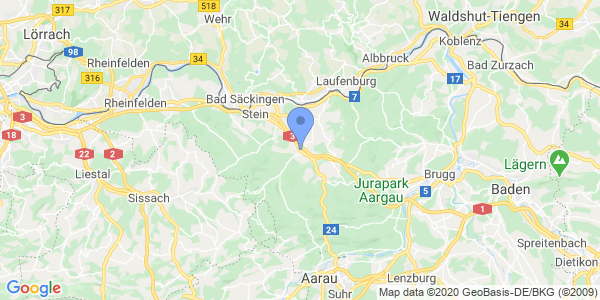 317
518
Waldshut-Tiengen
Lörrach
Wehr
34
Koblenz
98
Rheinfelden
34
Albbruck
Bad Zurzach
316
Laufenburg
17
Rheinfelden
Bad Säckingen
7
3
Stein
18
3
Lägern
22
2
Liestal
Jurapark
Aargau
Brugg
5
Baden
Sissach
1
24
Spreitenbach
Dietikon
Aarau
Lenzburg
Google
Suhr
Map data ©2020 GeoBasis-DE/BKG (©2009)